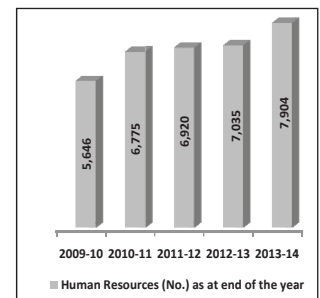 5,646
6,775
6,920
7,035
7,904
2009-10 2010-11 2011-12 2012-13 2013-14
Human Resources (No.) as at end of the year